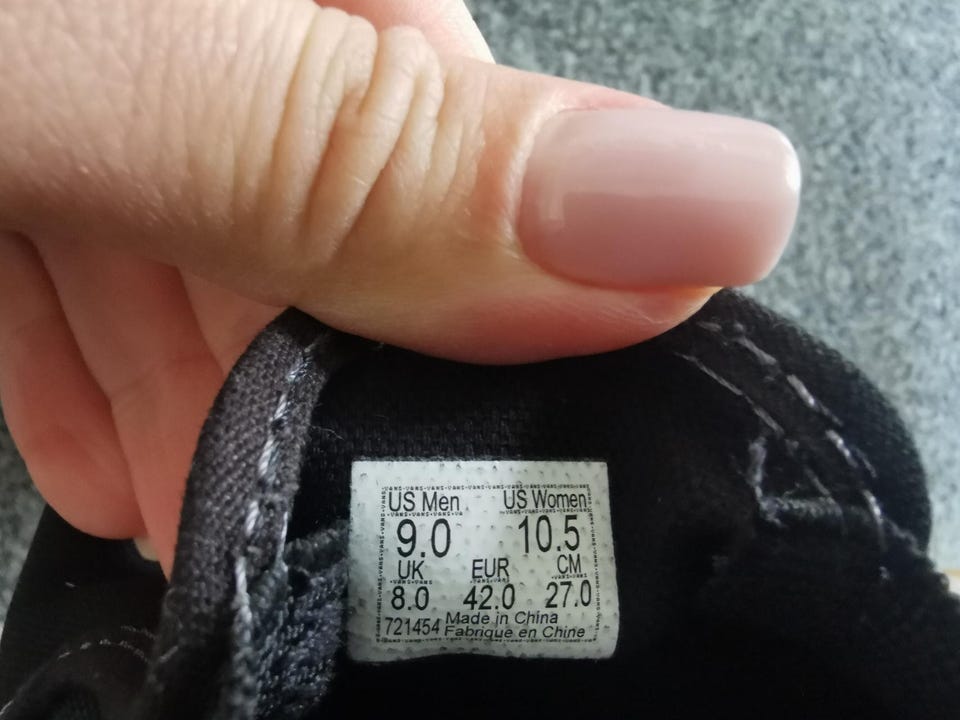 US Men US Women
9.0 10.5
UK EUR CM
8.0 42.0 27.0
721454 Made in China
Fabrique en Chine